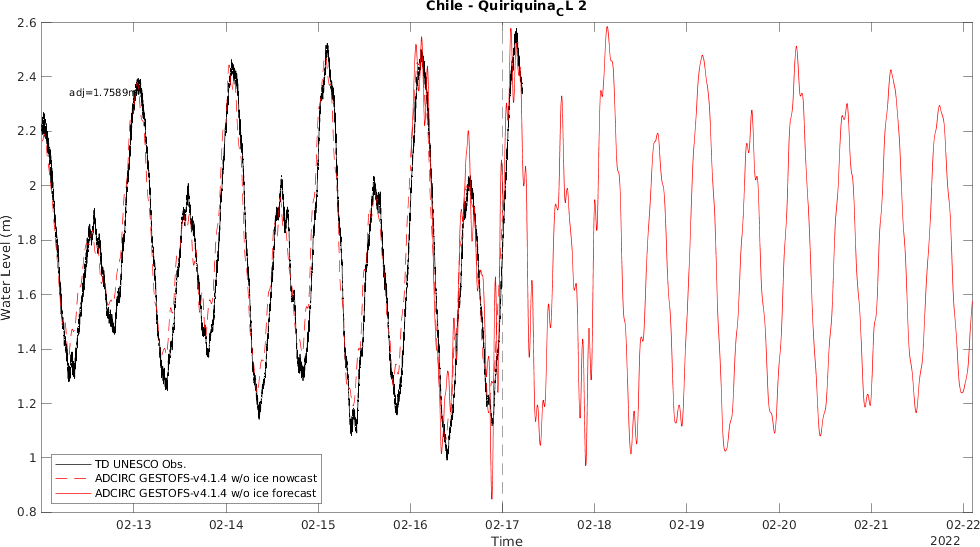 Chile - Quiriquina_CL 2
2.6
2.4
adj=1.7589m
2.2
2
1.8
Water Level (m)
1.6
1.4
1.2
1
0.8
TD UNESCO Obs.
ADCIRC GESTOFS-v4.1.4 w/o ice nowcast
ADCIRC GESTOFS-v4.1.4 w/o ice forecast
02-13 02-14 02-15 02-16 02-17 02-18 02-19 02-20 02-21 02-22
Time
2022